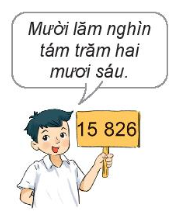 Mười lăm nghìn
tám trăm hai
mươi sáu.
15 826